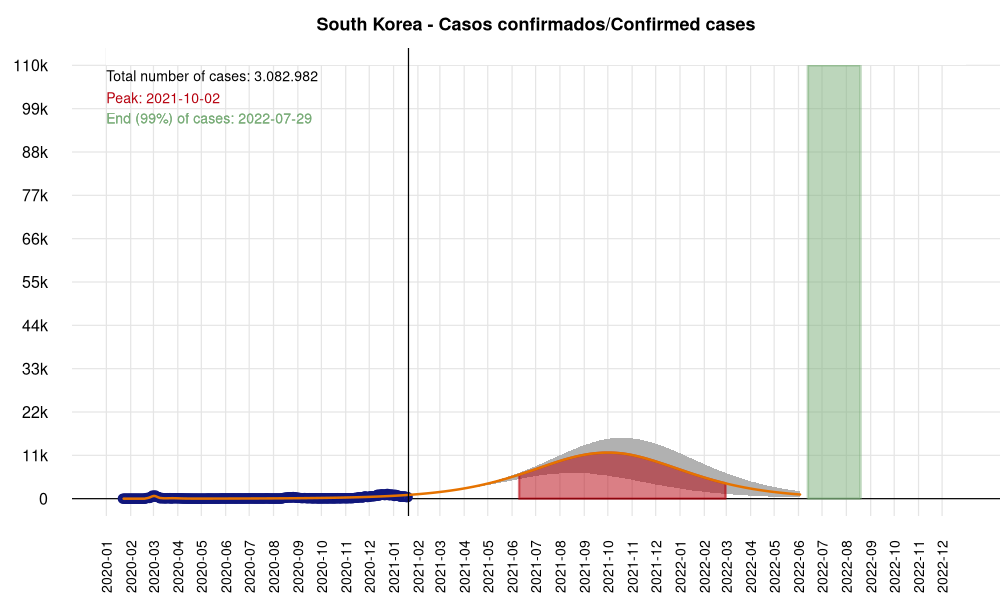 South Korea - Casos confirmados/Confirmed cases
Total number of cases: 3.082.982
Peak: 2021-10-02
End (99%) of cases: 2022-07-29
110k
99k
88k
77k
66k
55k
44k
33k
22k
11k
0
2020-01
2020-02
2020-03
2020-04
2020-05
2020-06
2020-07
2020-08
2020-09
2020-10
2020-11
2020-12
2021-01
2021-02
2021-03
2021-04
2021-05
2021-06
2021-07
2021-08
2021-09
2021-10
2021-11
2021-12
2022-01
2022-02
2022-03
2022-04
2022-05
2022-06
2022-07
2022-08
2022-09
2022-10
2022-11
2022-12